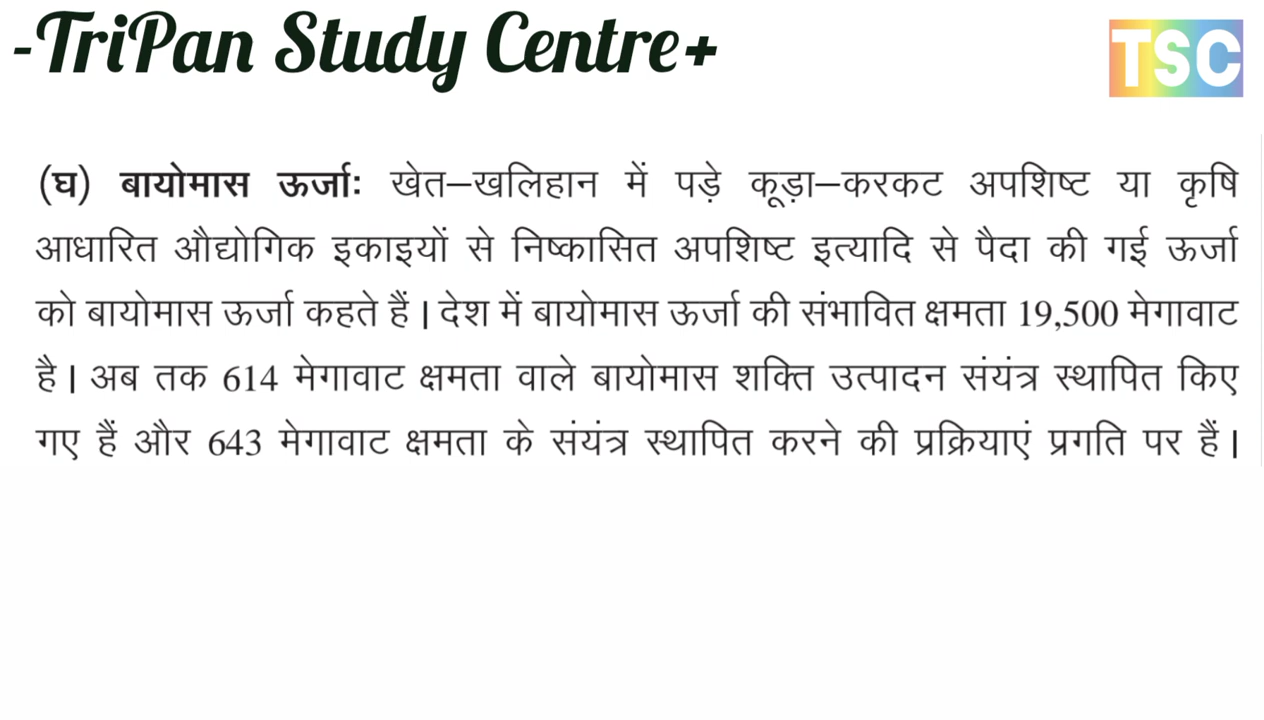 -TriPan Study Centre+
TSC
(घ) बायोमास ऊर्जाः खेत–खलिहान में पड़े कूड़ा–करकट अपशिष्ट या कृषि
आधारित औद्योगिक इकाइयों से निष्कासित अपशिष्ट इत्यादि से पैदा की गई ऊर्जा
को बायोमास ऊर्जा कहते हैं। देश में बायोमास ऊर्जा की संभावित क्षमता 19,500 मेगावाट
है। अब तक 614 मेगावाट क्षमता वाले बायोमास शक्ति उत्पादन संयंत्र स्थापित किए
गए हैं और 643 मेगावाट क्षमता के संयंत्र स्थापित करने की प्रक्रियाएं प्रगति पर हैं।